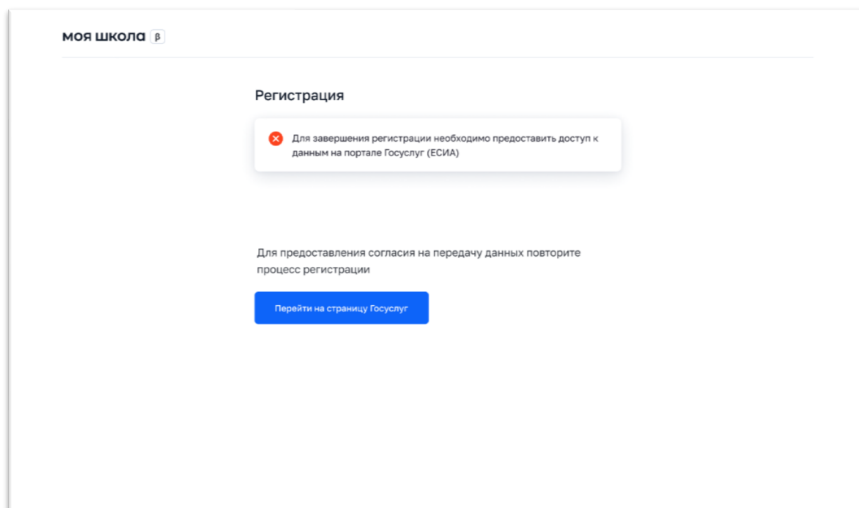 моя школа β
Регистрация
Для завершения регистрации необходимо предоставить доступ к
данным на портале Госуслуг (ЕСИА)
Для предоставления согласия на передачу данных повторите
процесс регистрации
Перейти на страницу Госуслуг